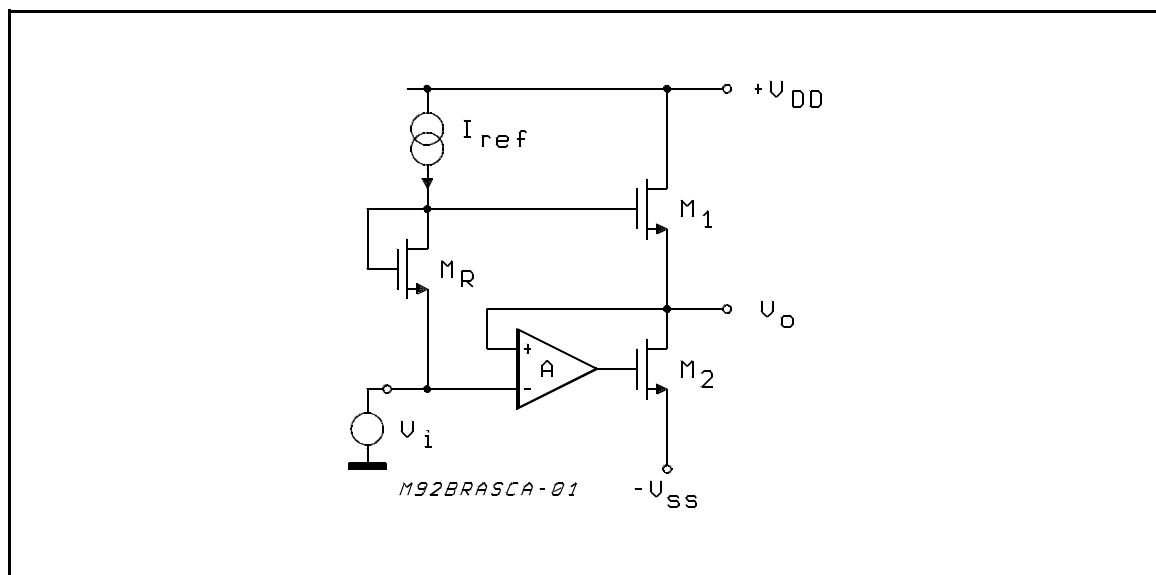 +V_DD
I_ref
M_1
M_R
V_o
+
A
M_2
-
V_i
M92BRASCA-01
-V_SS